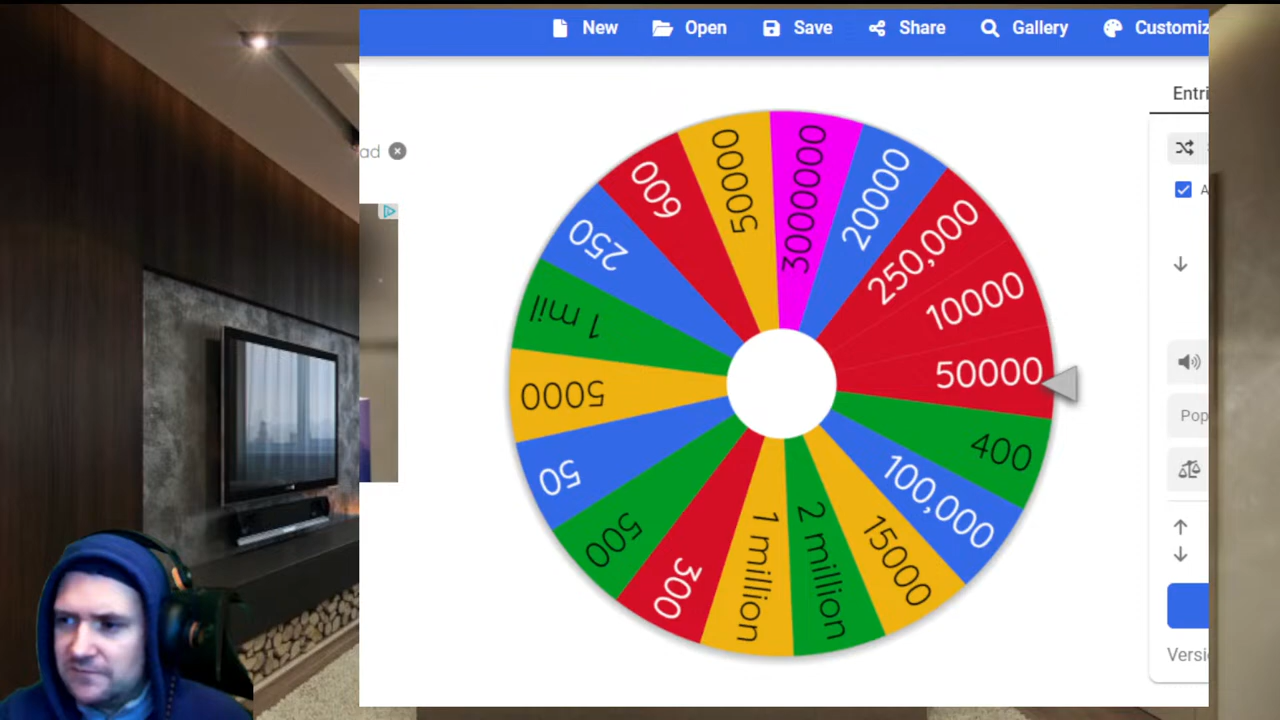 New
Open
Save
Share
Gallery
Customiz
ad
Entri
A
3000000
20000
250,000
10000
50000
400
100,000
15000
2 million
1 million
300
500
50
5000
1 mil
250
600
5000
Pop
Versi